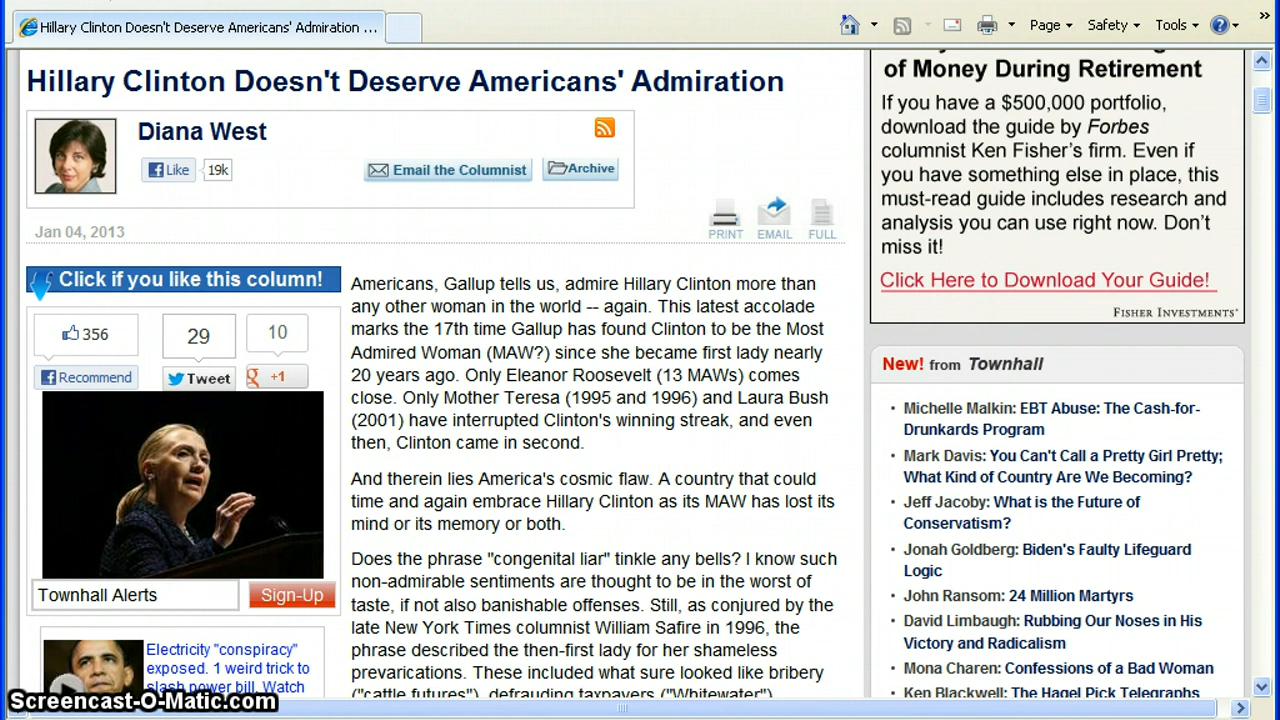 Hillary Clinton Doesn't Deserve Americans' Admiration ...
Page
Safety
Tools
Hillary Clinton Doesn't Deserve Americans' Admiration
Diana West
Like
19k
Email the Columnist
Archive
Jan 04, 2013
PRINT
EMAIL
FULL
Click if you like this column!
356
29
10
Recommend
Tweet
+1
Townhall Alerts
Sign-Up
Electricity "conspiracy"
exposed. 1 weird trick to
slash power bill. Watch
Americans, Gallup tells us, admire Hillary Clinton more than
any other woman in the world -- again. This latest accolade
marks the 17th time Gallup has found Clinton to be the Most
Admired Woman (MAW?) since she became first lady nearly
20 years ago. Only Eleanor Roosevelt (13 MAWs) comes
close. Only Mother Teresa (1995 and 1996) and Laura Bush
(2001) have interrupted Clinton's winning streak, and even
then, Clinton came in second.
And therein lies America's cosmic flaw. A country that could
time and again embrace Hillary Clinton as its MAW has lost its
mind or its memory or both.
Does the phrase "congenital liar" tinkle any bells? I know such
non-admirable sentiments are thought to be in the worst of
taste, if not also banishable offenses. Still, as conjured by the
late New York Times columnist William Safire in 1996, the
phrase described the then-first lady for her shameless
prevarications. These included what sure looked like bribery
("cattle futures"), defrauding taxpayers ("Whitewater"),
of Money During Retirement
If you have a $500,000 portfolio,
download the guide by Forbes
columnist Ken Fisher's firm. Even if
you have something else in place, this
must-read guide includes research and
analysis you can use right now. Don't
miss it!
Click Here to Download Your Guide!
FISHER INVESTMENTS
New! from Townhall
Michelle Malkin: EBT Abuse: The Cash-for-
Drunkards Program
Mark Davis: You Can't Call a Pretty Girl Pretty;
What Kind of Country Are We Becoming?
Jeff Jacoby: What is the Future of
Conservatism?
Jonah Goldberg: Biden's Faulty Lifeguard
Logic
John Ransom: 24 Million Martyrs
David Limbaugh: Rubbing Our Noses in His
Victory and Radicalism
Mona Charen: Confessions of a Bad Woman
Ken Blackwell: The Hagel Pick Telegraphs
Screencast-O-Matic.com